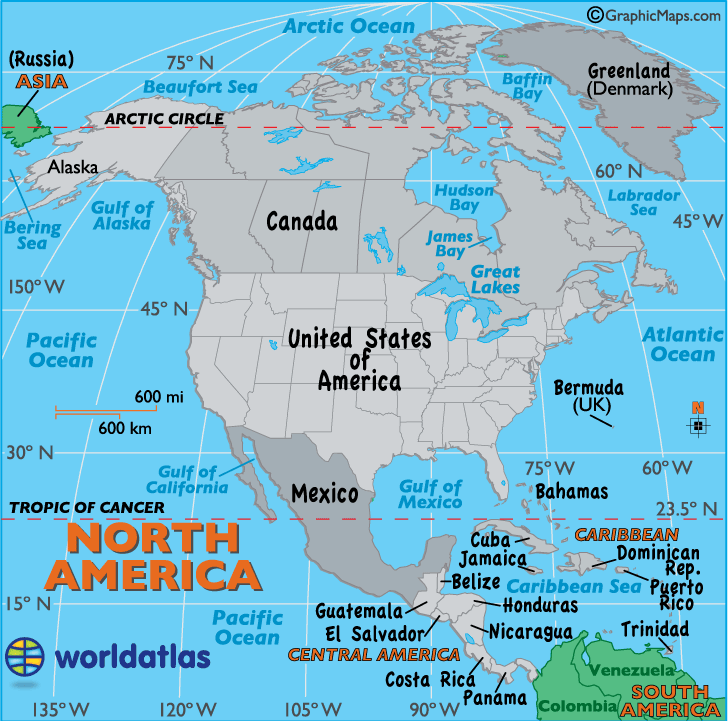 ©GraphicMaps.com
Arctic Ocean
(Russia)
ASIA
75° N
Beaufort Sea
Baffin
Bay
Greenland
(Denmark)
ARCTIC CIRCLE
Alaska
60° N
Bering
Sea
Gulf of
Alaska
Canada
Hudson
Bay
Labrador
Sea
45° W
James
Bay
Great
Lakes
150° W
45° N
Pacific
Ocean
United States
of
America
Atlantic
Ocean
600 mi
600 km
Bermuda
(UK)
N
30° N
Gulf of
California
Mexico
Gulf of
Mexico
75° W
60° W
Bahamas
TROPIC OF CANCER
23.5° N
NORTH
AMERICA
Cuba
Jamaica
CARIBBEAN
Dominican
Rep.
Belize
Caribbean Sea
Puerto
Rico
15° N
Pacific
Ocean
Guatemala
Honduras
El Salvador
Nicaragua
Trinidad
CENTRAL AMERICA
worldatlas
Costa Rica
Panama
Venezuela
Colombia
SOUTH
AMERICA
135° W
120° W
105° W
90° W